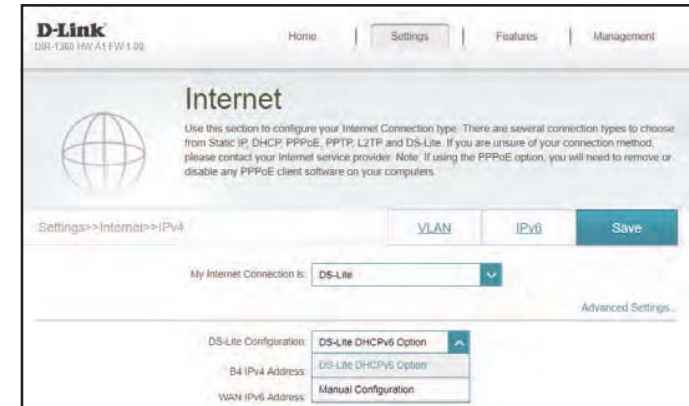 D-Link
DIR-1360 HW:A1 FW:1.00
Home | Settings | Features | Management
Internet
Use this section to configure your Internet Connection type. There are several connection types to choose
from Static IP, DHCP, PPPoE, PPTP, L2TP and DS-Lite. If you are unsure of your connection method,
please contact your Internet service provider. Note: If using the PPPoE option, you will need to remove or
disable any PPPoE client software on your computers.
Settings>>Internet>>IPv4
VLAN
IPv6
Save
My Internet Connection is: DS-Lite
Advanced Settings...
DS-Lite Configuration: DS-Lite DHCPv6 Option
DS-Lite DHCPv6 Option
B4 IPv4 Address:
Manual Configuration
WAN IPv6 Address: